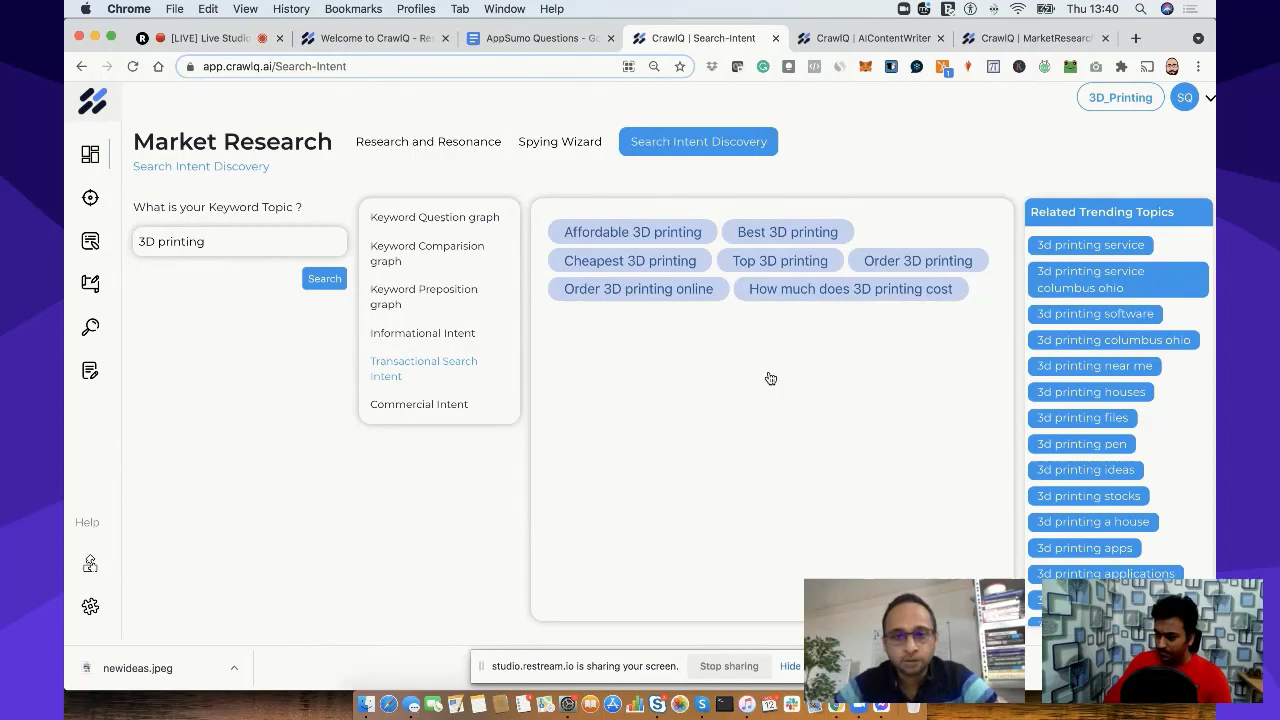 Chrome File Edit View History Bookmarks Profiles Tab Window Help Thu 13:40
[LIVE] Live Studio Welcome to CrawlQ - Res AppSumo Questions - Go CrawlQ | Search-Intent CrawlQ | AIContentWriter CrawlQ | MarketResearch
app.crawlq.ai/Search-Intent
3D_Printing SQ
Market Research Research and Resonance Spying Wizard Search Intent Discovery
Search Intent Discovery
What is your Keyword Topic ?
3D printing
Search
Keyword Question graph
Keyword Comparision
graph
Keyword Preposition
graph
Informational Intent
Transactional Search
Intent
Commercial Intent
Affordable 3D printing Best 3D printing
Cheapest 3D printing Top 3D printing Order 3D printing
Order 3D printing online How much does 3D printing cost
Related Trending Topics
3d printing service
3d printing service
columbus ohio
3d printing software
3d printing columbus ohio
3d printing near me
3d printing houses
3d printing files
3d printing pen
3d printing ideas
3d printing stocks
3d printing a house
3d printing apps
3d printing applications
Help
newideas.jpeg
studio.restream.io is sharing your screen. Stop sharing Hide